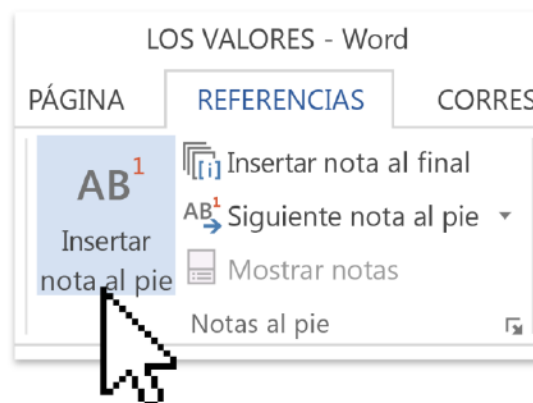 LOS VALORES - Word
PÁGINA REFERENCIAS CORRES
AB1
Insertar
nota al pie
[i] Insertar nota al final
AB1 Siguiente nota al pie
Mostrar notas
Notas al pie